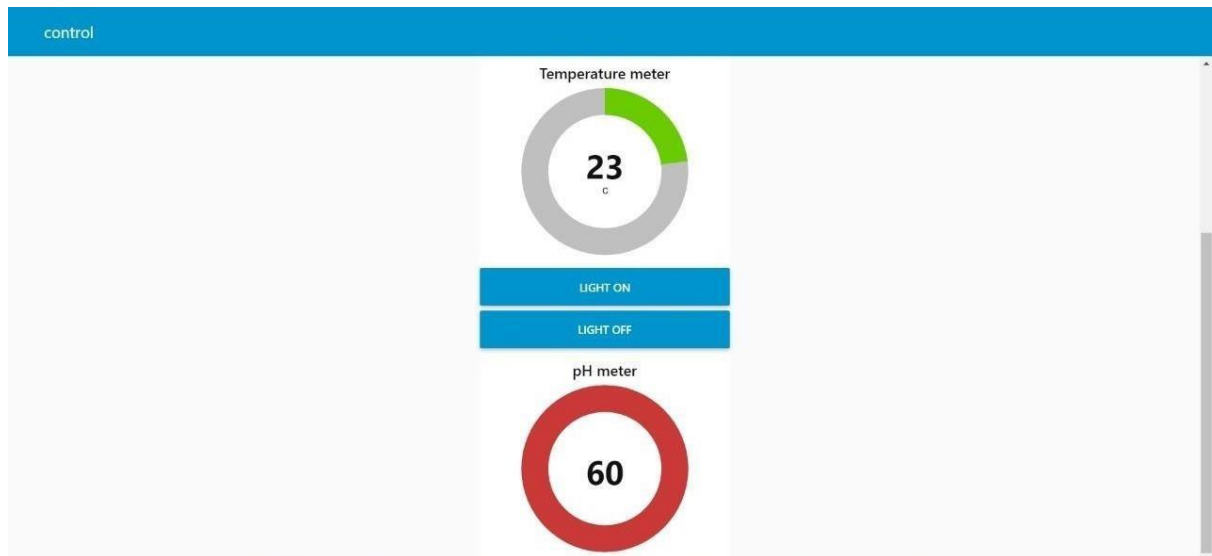 control
Temperature meter
23
c
LIGHT ON
LIGHT OFF
pH meter
60